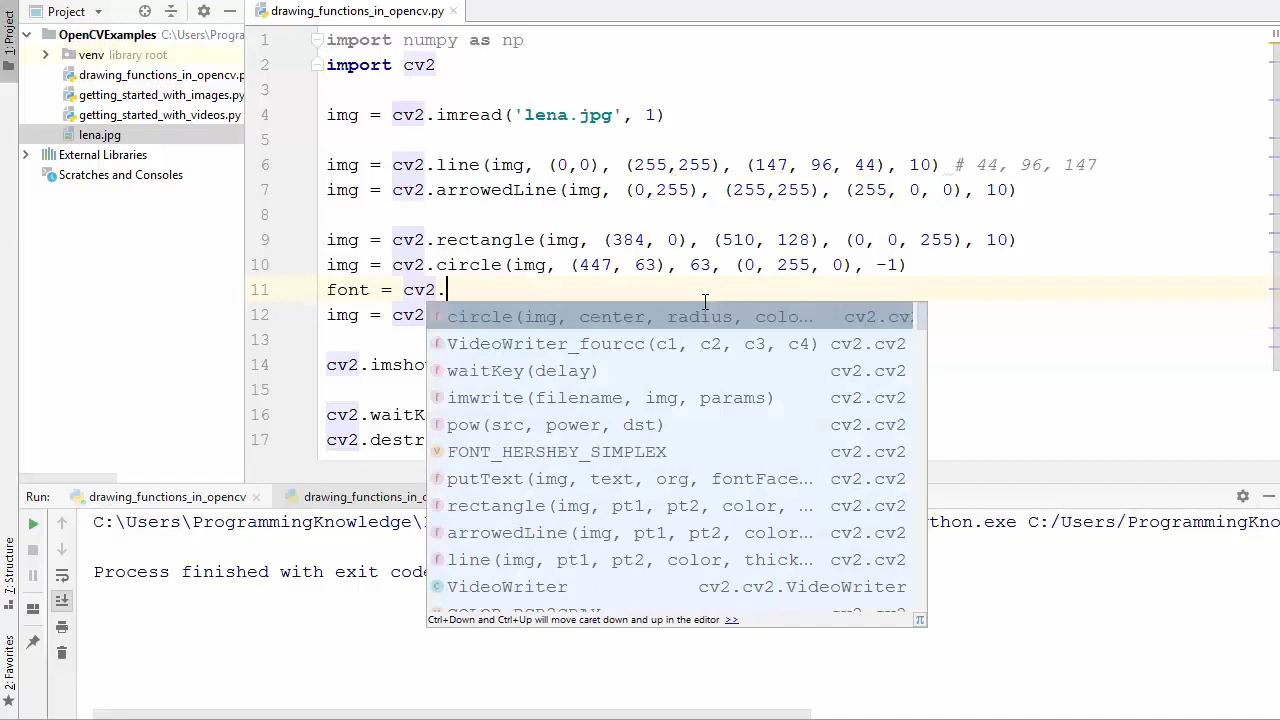 Project
drawing_functions_in_opencv.py
1: Project
OpenCVExamples C:\Users\Progra
venv library root
drawing_functions_in_opencv.p
getting_started_with_images.py
getting_started_with_videos.py
lena.jpg
External Libraries
Scratches and Consoles
1 import numpy as np
2 import cv2
3
4 img = cv2.imread('lena.jpg', 1)
5
6 img = cv2.line(img, (0,0), (255,255), (147, 96, 44), 10) # 44, 96, 147
7 img = cv2.arrowedLine(img, (0,255), (255,255), (255, 0, 0), 10)
8
9 img = cv2.rectangle(img, (384, 0), (510, 128), (0, 0, 255), 10)
10 img = cv2.circle(img, (447, 63), 63, (0, 255, 0), -1)
11 font = cv2.
12 img = cv2
13
14 cv2.imsho
15
16 cv2.waitK
17 cv2.destr
circle(img, center, radius, colo... cv2.cv2
VideoWriter_fourcc(c1, c2, c3, c4) cv2.cv2
waitKey(delay) cv2.cv2
imwrite(filename, img, params) cv2.cv2
pow(src, power, dst) cv2.cv2
FONT_HERSHEY_SIMPLEX cv2.cv2
putText(img, text, org, fontFace... cv2.cv2
rectangle(img, pt1, pt2, color, ... cv2.cv2
arrowedLine(img, pt1, pt2, color... cv2.cv2
line(img, pt1, pt2, color, thick... cv2.cv2
VideoWriter cv2.cv2.VideoWriter
Ctrl+Down and Ctrl+Up will move caret down and up in the editor >>
Run: drawing_functions_in_opencv drawing_functions_in_o
C:\Users\ProgrammingKnowledge\ thon.exe C:/Users/ProgrammingKno
Process finished with exit code
7: Structure
2: Favorites